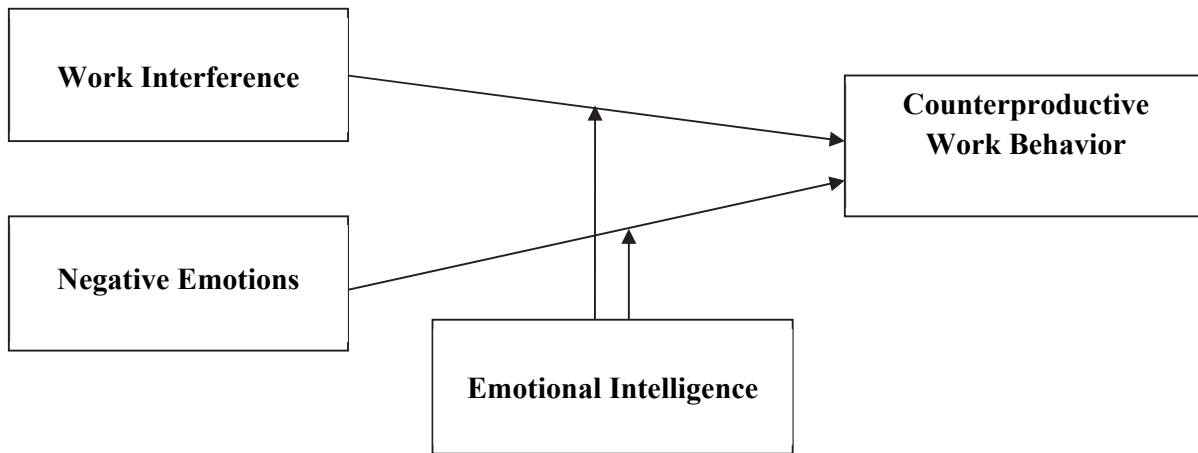 Work Interference
Counterproductive
Work Behavior
Negative Emotions
Emotional Intelligence